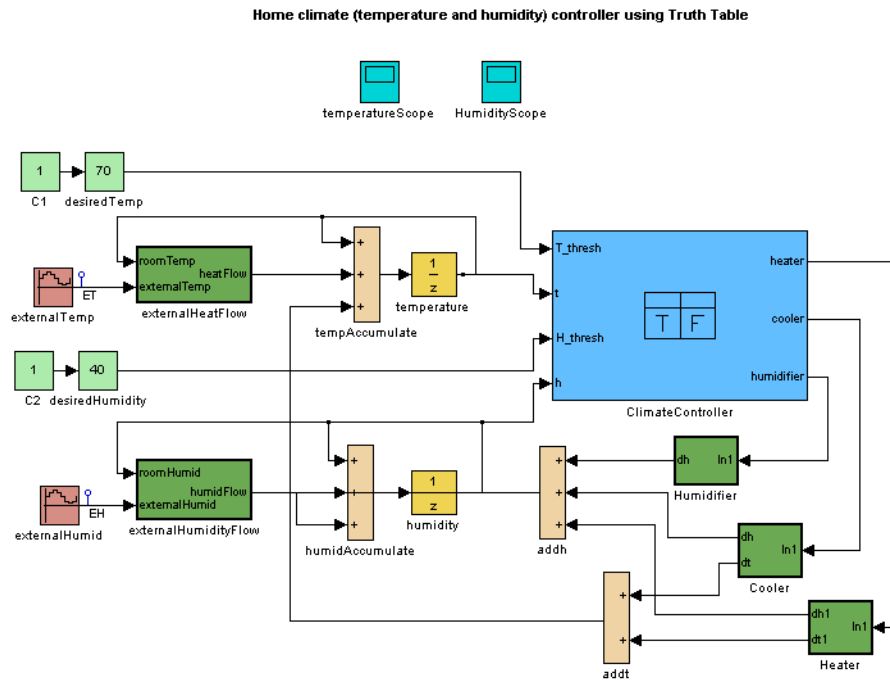 Home climate (temperature and humidity) controller using Truth Table
temperatureScope
HumidityScope
1
C1
70
desiredTemp
roomTemp
heatFlow
externalTemp
externalHeatFlow
ET
externalTemp
+
+
+
tempAccumulate
1
z
temperature
T_thresh
t
H_thresh
h
T F
heater
cooler
humidifier
ClimateController
1
C2
40
desiredHumidity
roomHumid
humidFlow
externalHumid
externalHumidityFlow
EH
externalHumid
+
+
+
humidAccumulate
1
z
humidity
+
+
+
addh
dh In1
Humidifier
dh
In1
dt
Cooler
+
+
addt
dh1
In1
dt1
Heater